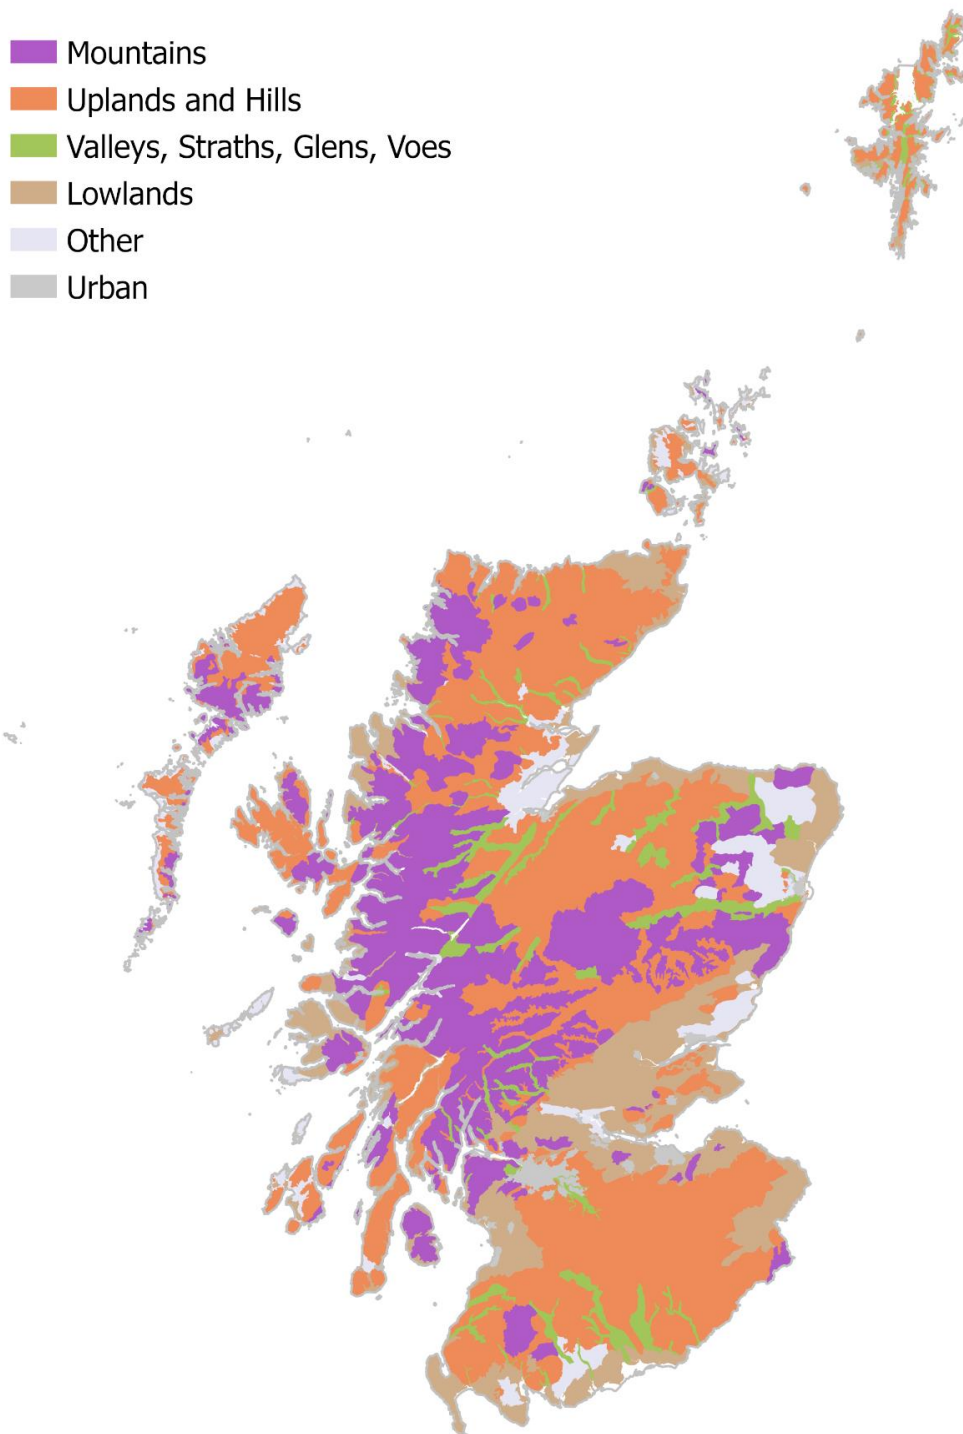 Mountains
Uplands and Hills
Valleys, Straths, Glens, Voes
Lowlands
Other
Urban